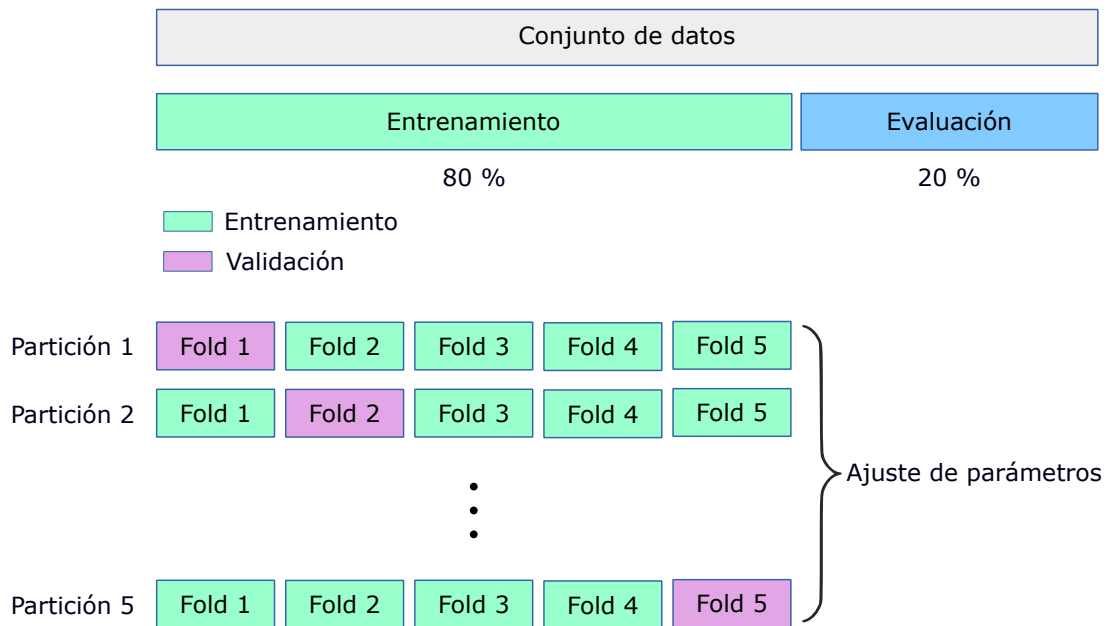 Conjunto de datos
Entrenamiento Evaluación
80 % 20 %
Entrenamiento
Validación
Partición 1 Fold 1 Fold 2 Fold 3 Fold 4 Fold 5
Partición 2 Fold 1 Fold 2 Fold 3 Fold 4 Fold 5
Ajuste de parámetros
Partición 5 Fold 1 Fold 2 Fold 3 Fold 4 Fold 5